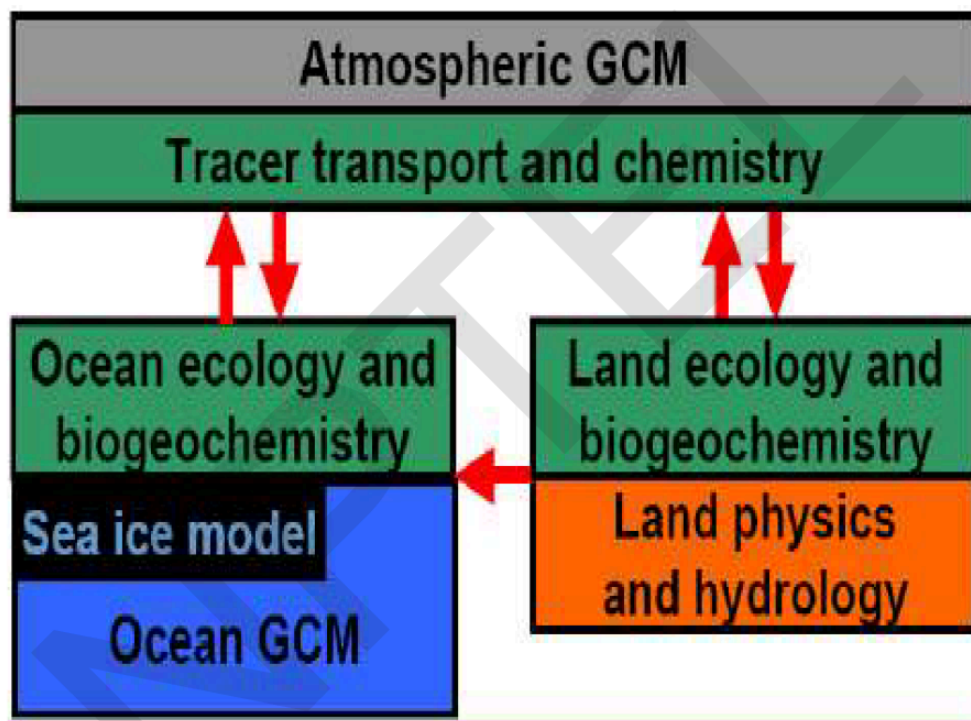 Atmospheric GCM
Tracer transport and chemistry
Ocean ecology and
biogeochemistry
Land ecology and
biogeochemistry
Sea ice model
Land physics
and hydrology
Ocean GCM
NPTEL